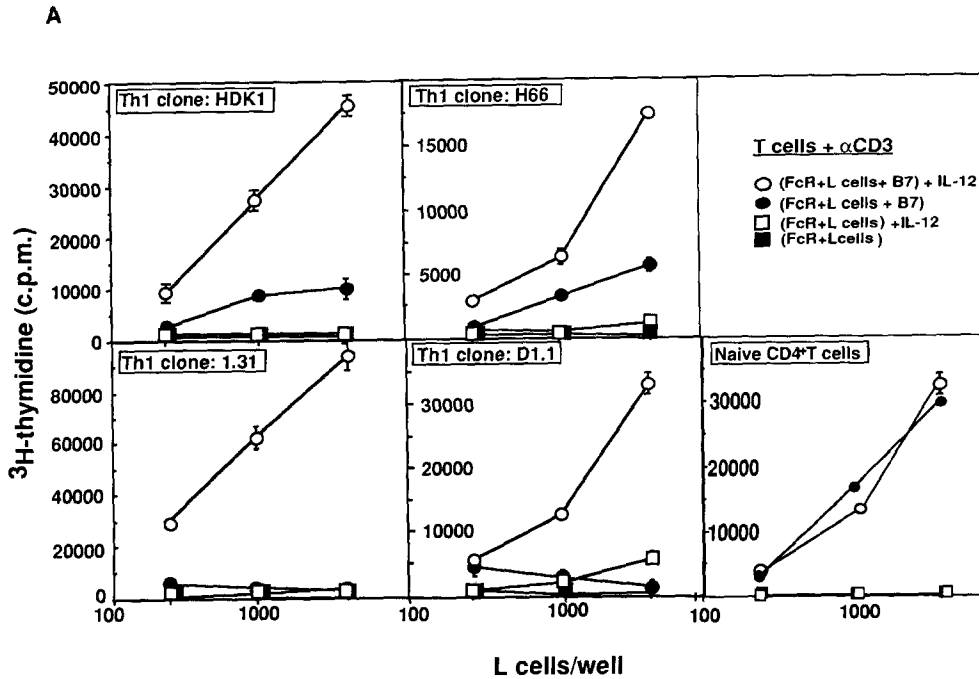 A
50000
40000
30000
20000
10000
0
Th1 clone: HDK1
15000
10000
5000
Th1 clone: H66
T cells + αCD3
(FcR+L cells+ B7) + IL-12
(FcR+L cells + B7)
(FcR+L cells) +IL-12
(FcR+Lcells)
³H-thymidine (c.p.m.)
80000
60000
40000
20000
0
Th1 clone: 1.31
30000
20000
10000
Th1 clone: D1.1
30000
20000
10000
Naive CD4+T cells
100
1000
100
1000
100
1000
L cells/well